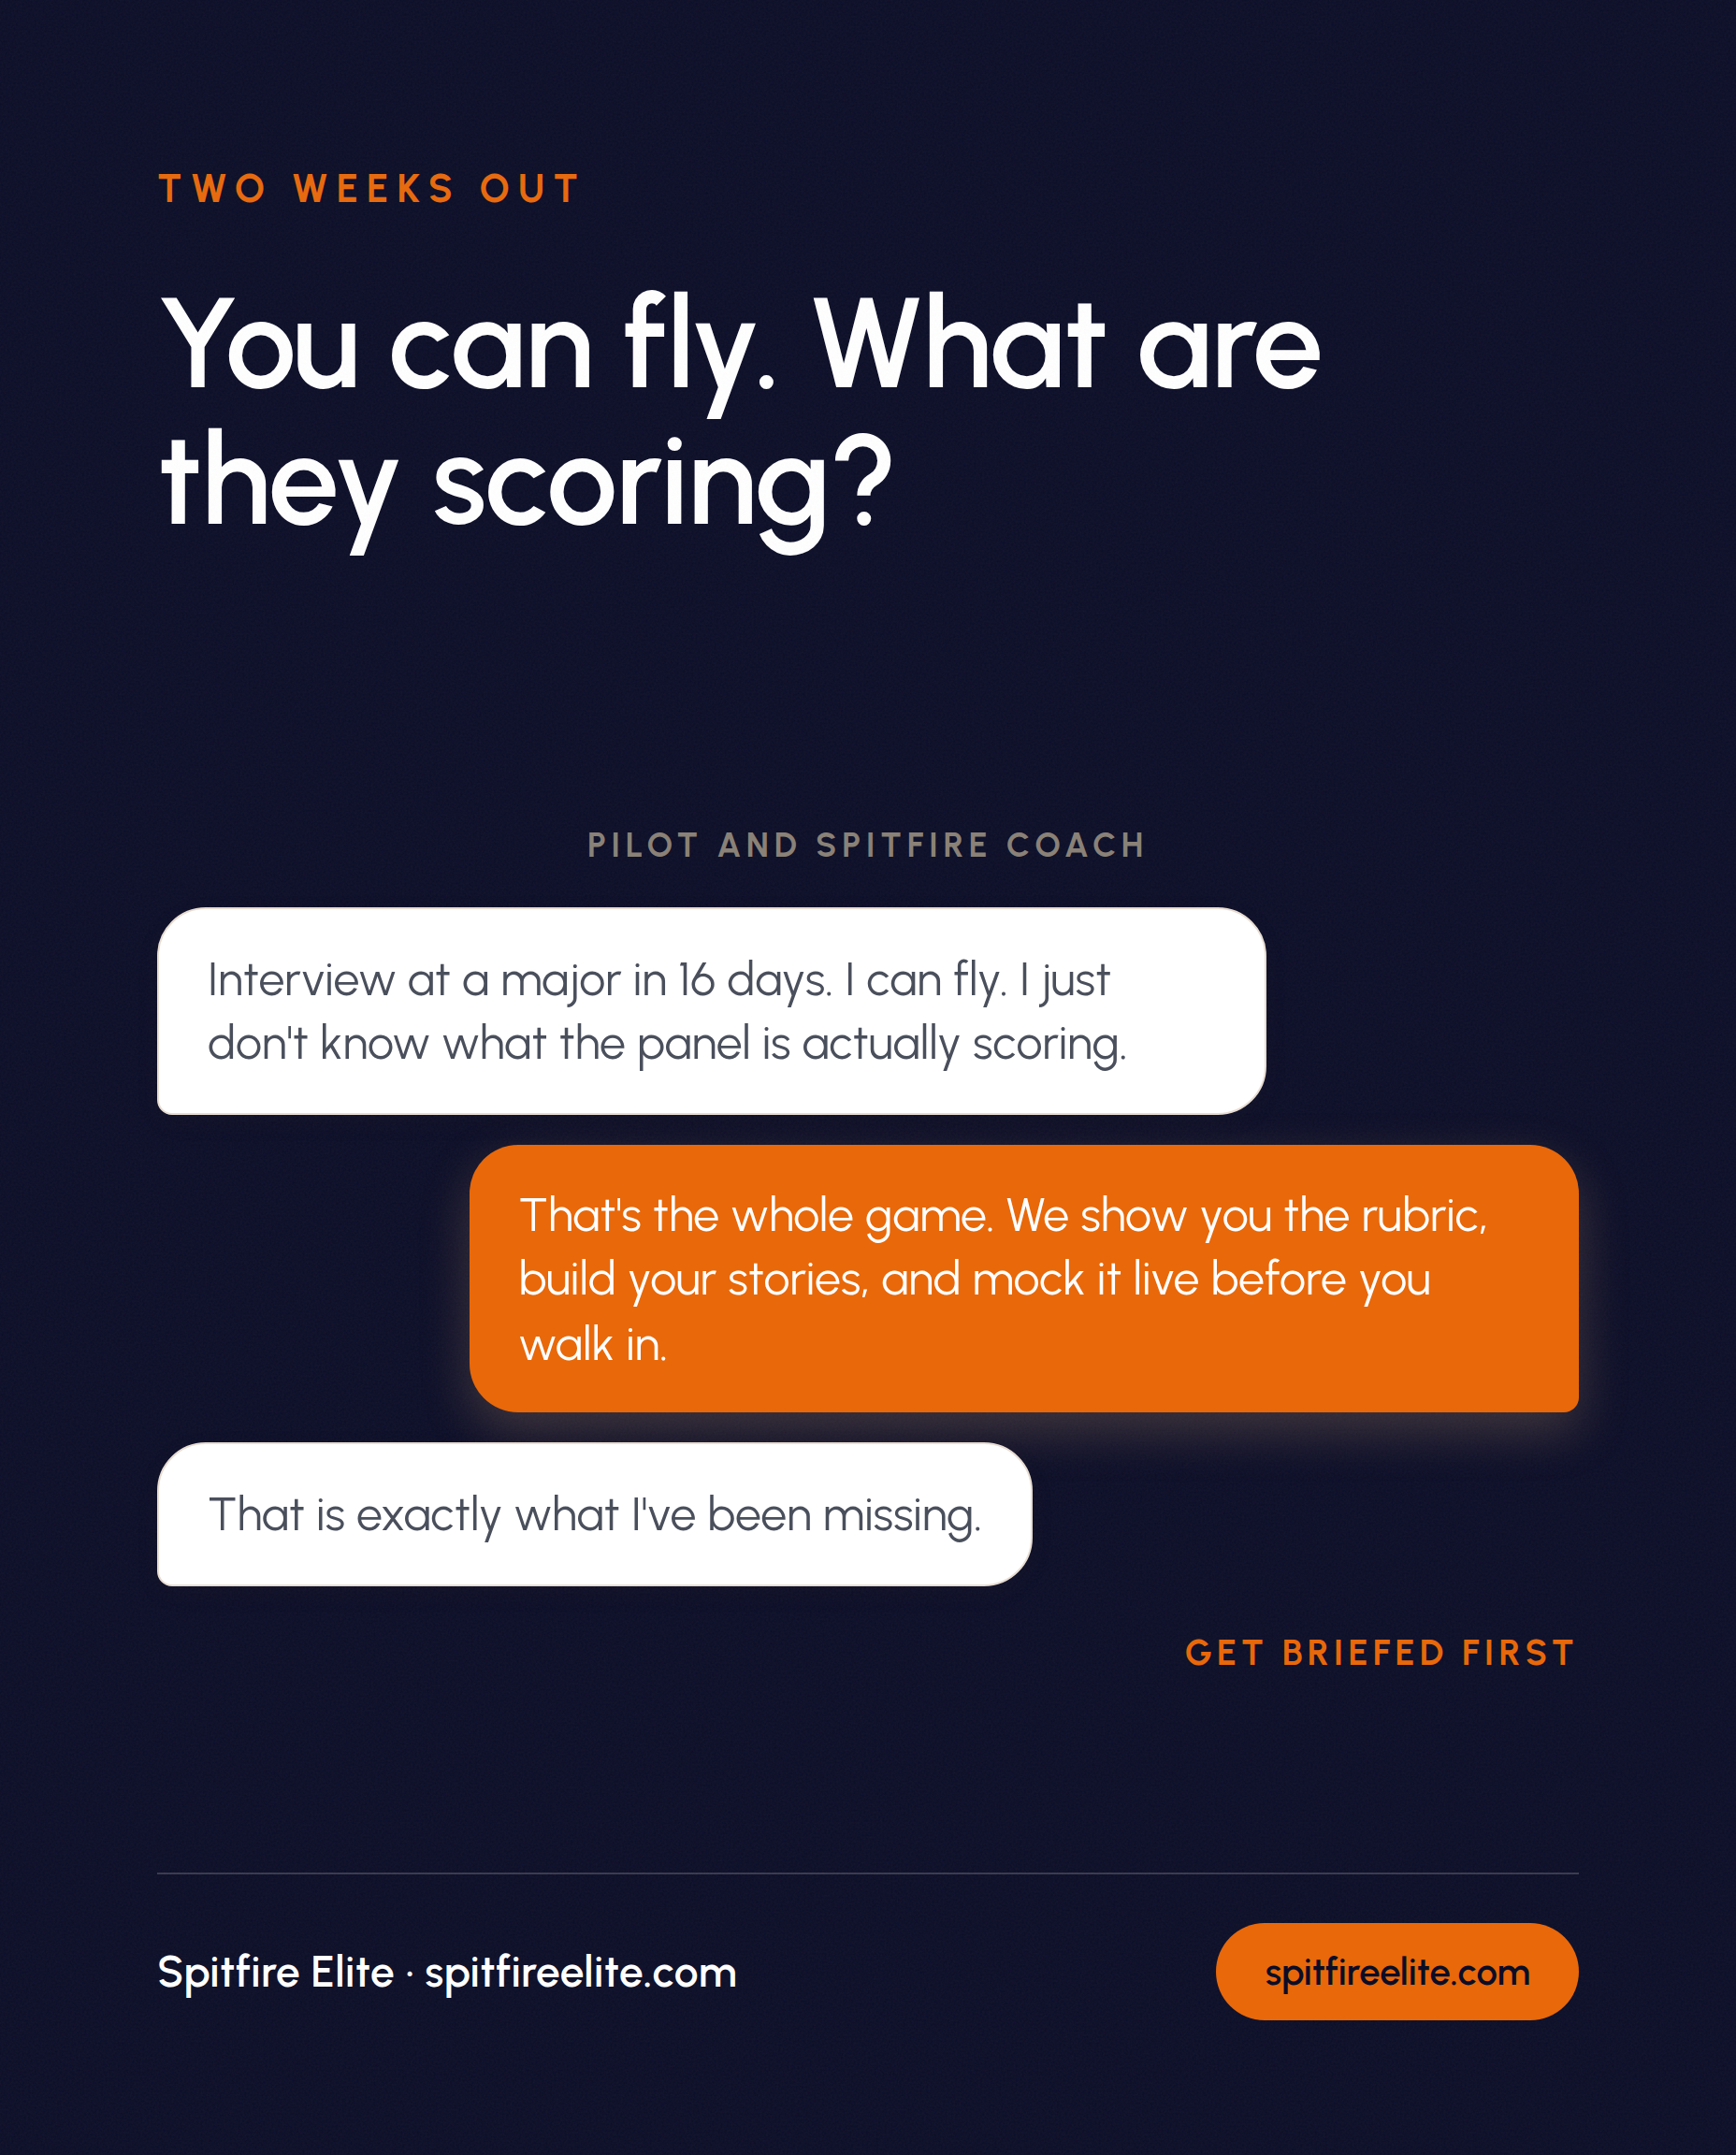 TWO WEEKS OUT
You can fly. What are
they scoring?
PILOT AND SPITFIRE COACH
Interview at a major in 16 days. I can fly. I just
don't know what the panel is actually scoring.
That's the whole game. We show you the rubric,
build your stories, and mock it live before you
walk in.
That is exactly what I've been missing.
GET BRIEFED FIRST
Spitfire Elite · spitfireelite.com
spitfireelite.com